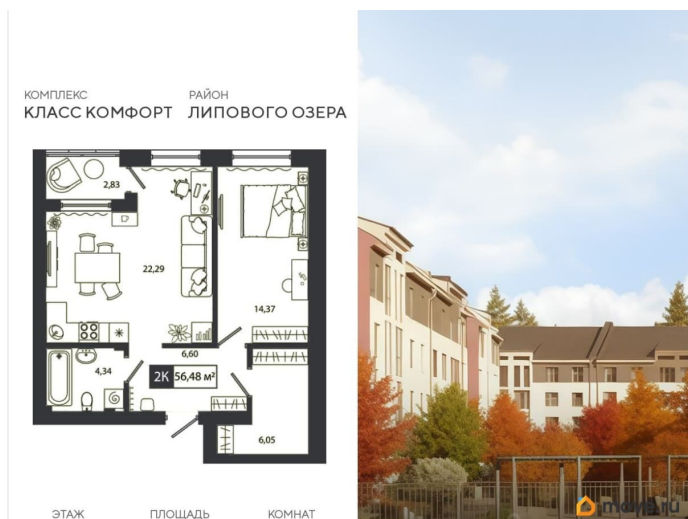 КОМПЛЕКС
КЛАСС КОМФОРТ
РАЙОН
ЛИПОВОГО ОЗЕРА
2,83
22,29
14,37
6,60
4,34
2К
56,48 м²
6,05
ЭТАЖ
ПЛОЩАДЬ
КОМНАТ
move.ru